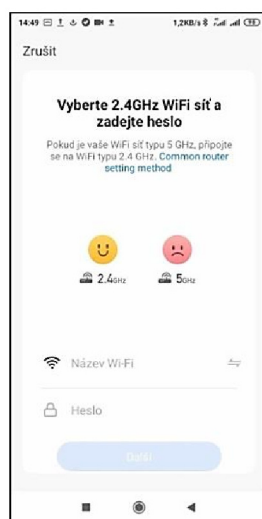 14:49 1,2KB/s
Zrušit
Vyberte 2.4GHz WiFi síť a
zadejte heslo
Pokud je vaše WiFi síť typu 5 GHz, připojte
se na WiFi typu 2.4 GHz. Common router
setting method
2.4GHz 5GHz
Název Wi-Fi
Heslo
Další